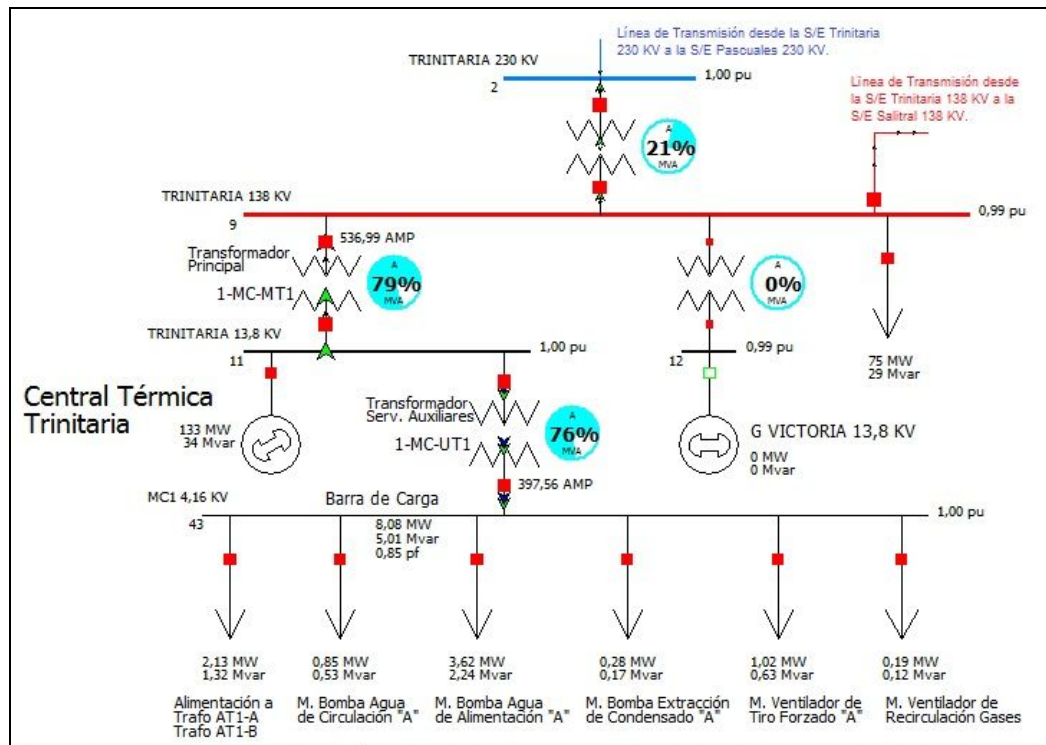 Línea de Transmisión desde la S/E Trinitaria
230 KV a la S/E Pascuales 230 KV.
TRINITARIA 230 KV
2
1,00 pu
Línea de Transmisión desde
la S/E Trinitaria 138 KV a la
S/E Salitral 138 KV.
A
21%
MVA
TRINITARIA 138 KV
9
0,99 pu
536,99 AMP
Transformador
Principal
1-MC-MT1
A
79%
MVA
A
0%
MVA
TRINITARIA 13,8 KV
11
1,00 pu
12
0,99 pu
75 MW
29 Mvar
Central Térmica
Trinitaria
133 MW
34 Mvar
Transformador
Serv. Auxiliares
1-MC-UT1
A
76%
MVA
G VICTORIA 13,8 KV
0 MW
0 Mvar
397,56 AMP
MC1 4,16 KV
43
Barra de Carga
1,00 pu
8,08 MW
5,01 Mvar
0,85 pf
2,13 MW
1,32 Mvar
Alimentación a
Trafo AT1-A
Trafo AT1-B
0,85 MW
0,53 Mvar
M. Bomba Agua
de Circulación "A"
3,62 MW
2,24 Mvar
M. Bomba Agua
de Alimentación "A"
0,28 MW
0,17 Mvar
M. Bomba Extracción
de Condensado "A"
1,02 MW
0,63 Mvar
M. Ventilador de
Tiro Forzado "A"
0,19 MW
0,12 Mvar
M. Ventilador de
Recirculación Gases